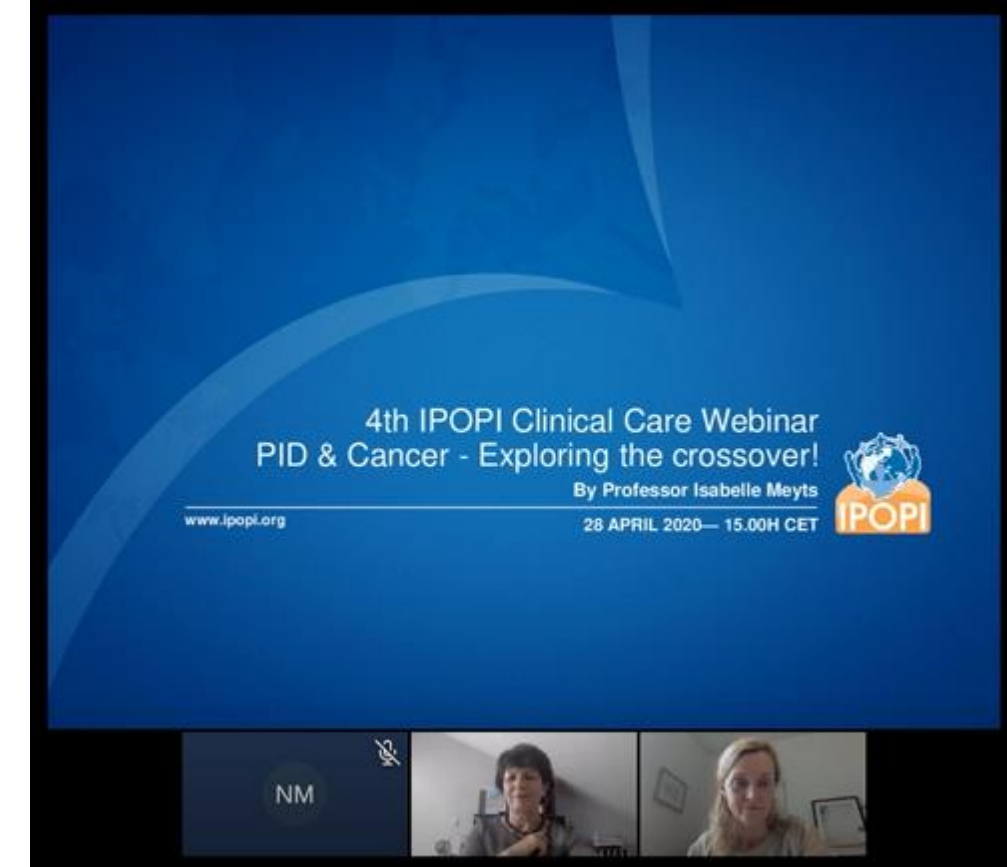 4th IPOPI Clinical Care Webinar
PID & Cancer - Exploring the crossover!
By Professor Isabelle Meyts
www.ipopi.org
28 APRIL 2020— 15.00H CET
IPOPI
NM